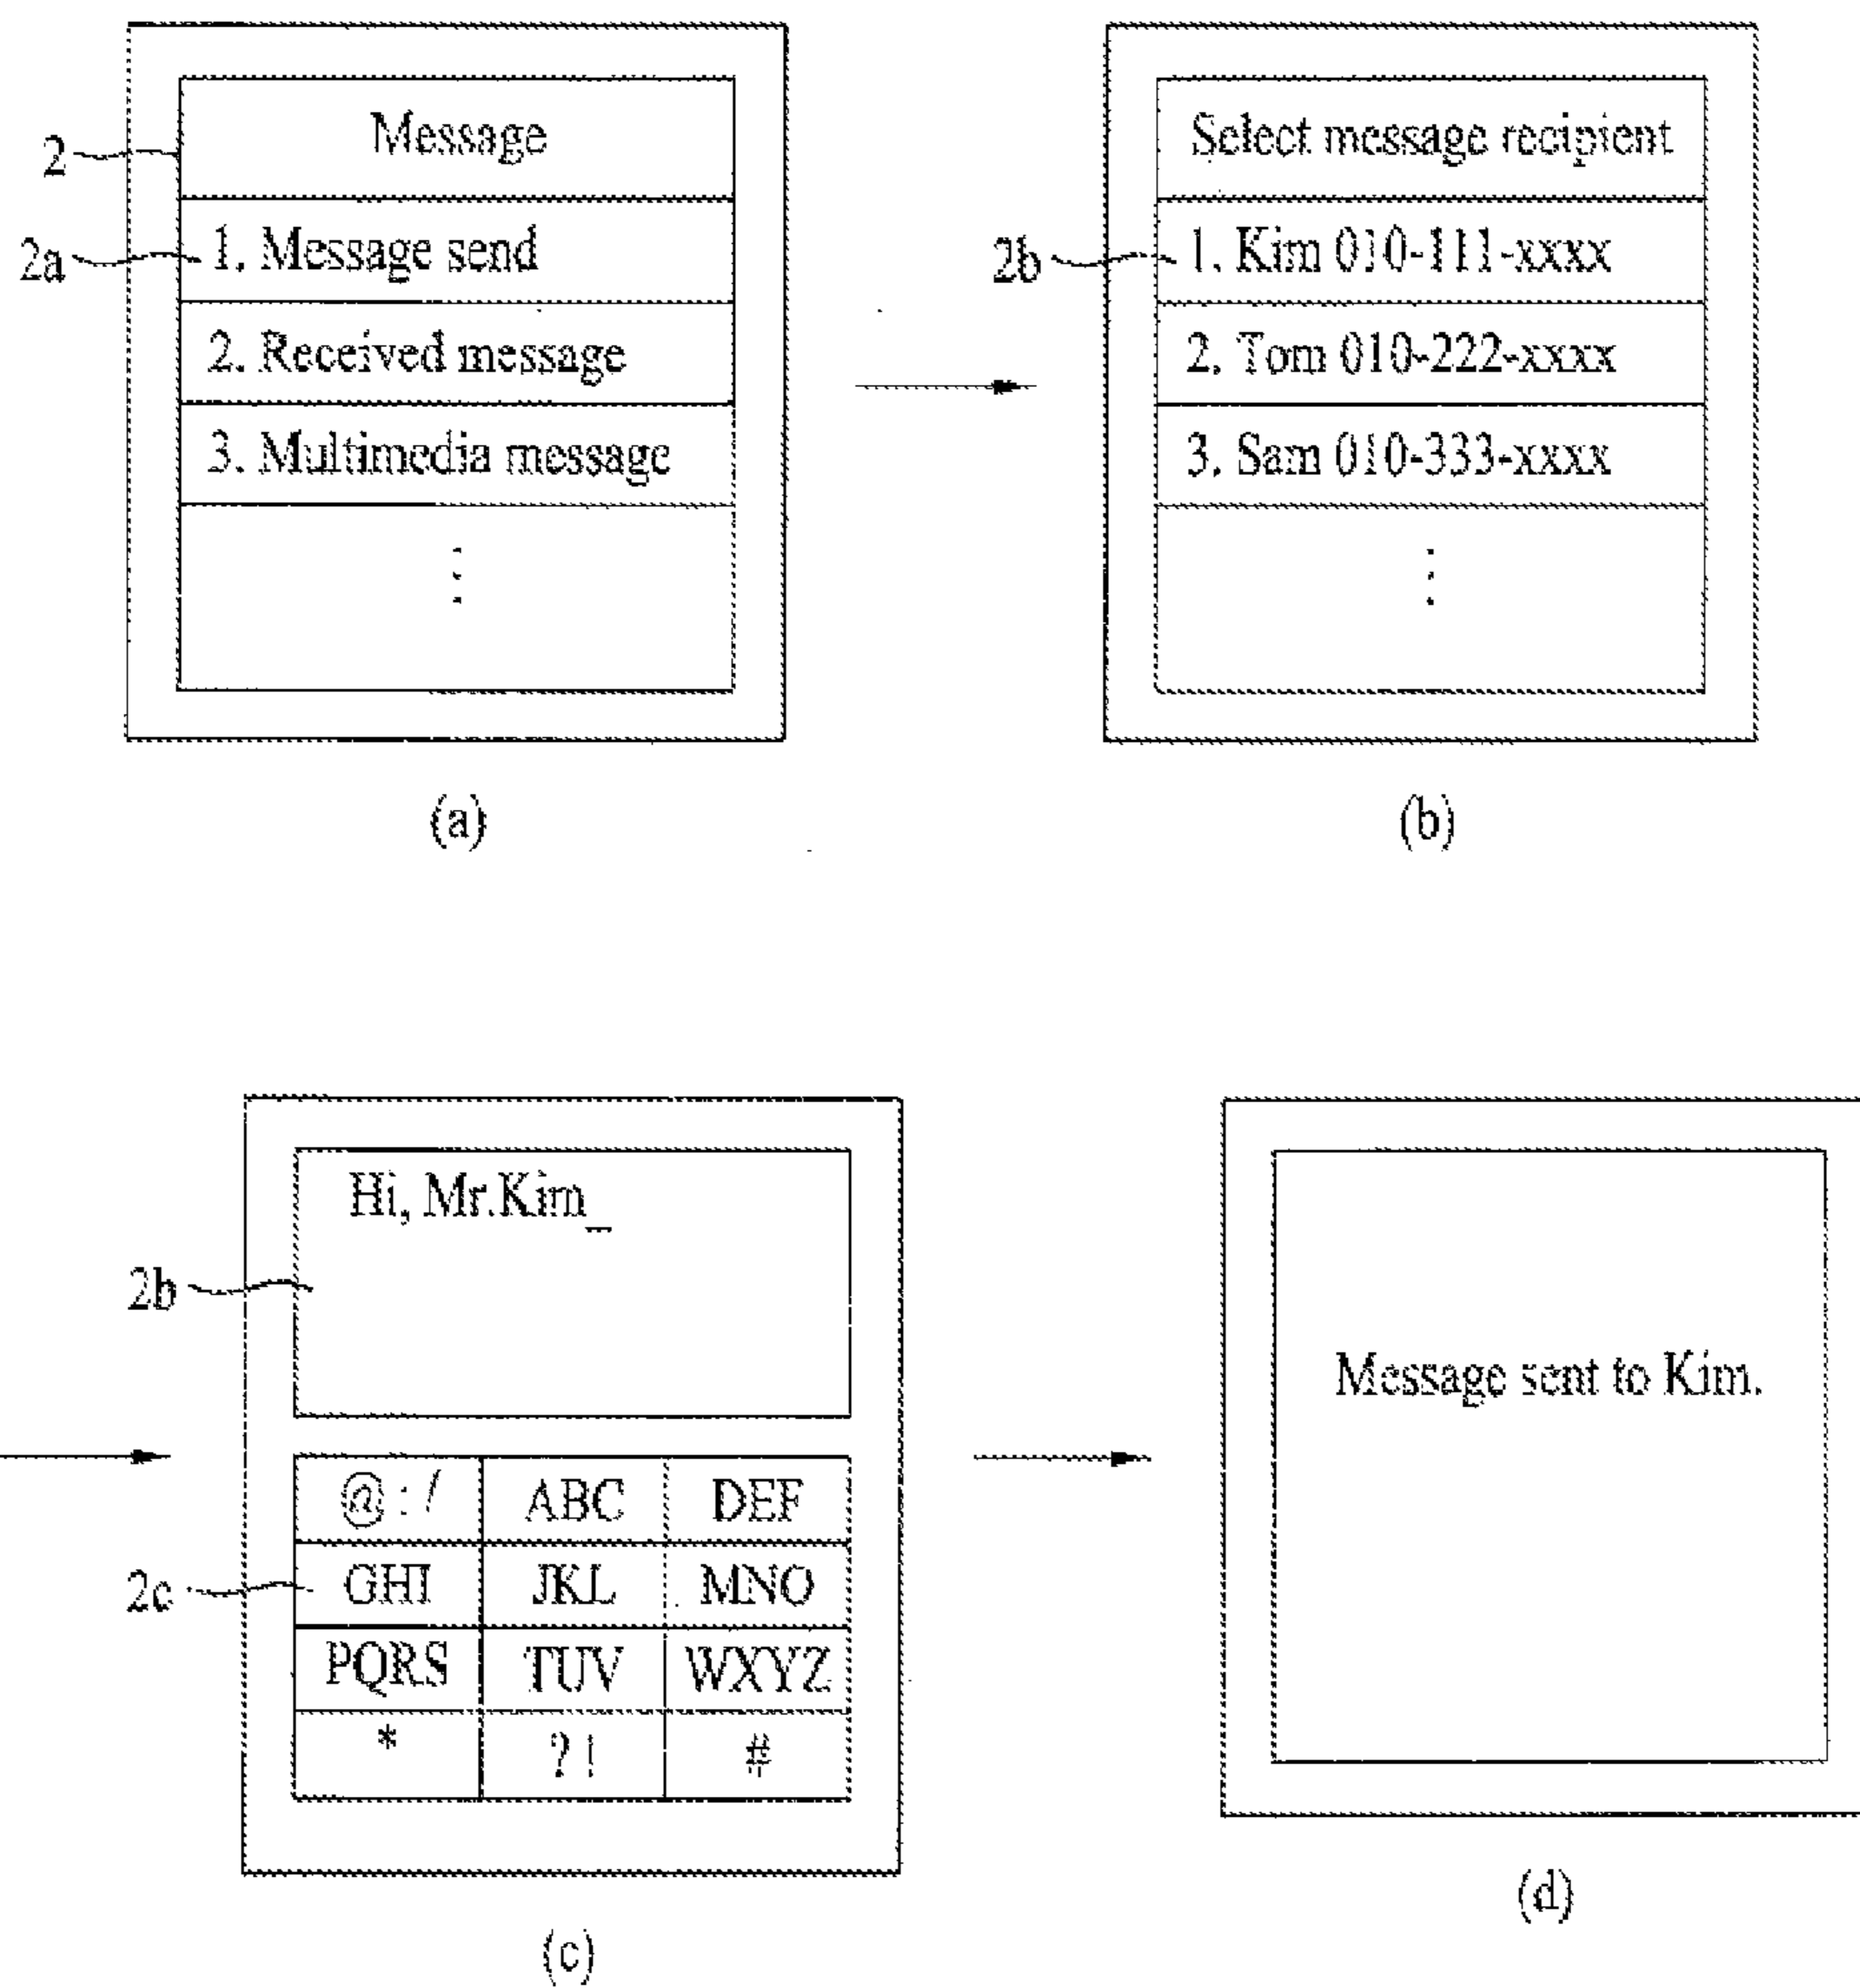 2
Message
2a
1. Message send
2. Received message
3. Multimedia message
(a)
Select message recipient
2b
1. Kim 010-111-xxxx
2. Tom 010-222-xxxx
3. Sam 010-333-xxxx
(b)
Hi, Mr.Kim_
2b
@ : / ABC DEF
2c
GHI JKL MNO
PQRS TUV WXYZ
* ? ! #
(c)
Message sent to Kim.
(d)